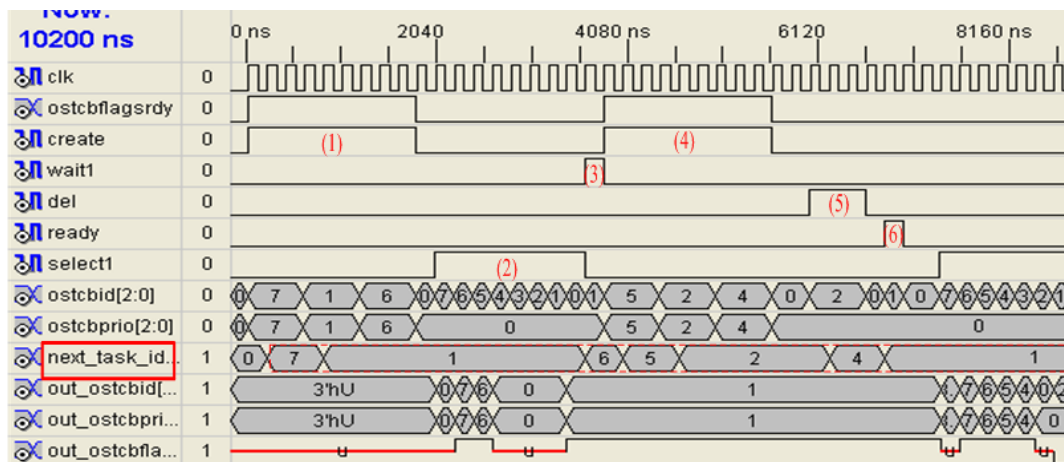 Now:
10200 ns
0 ns 2040 4080 ns 6120 8160 ns
clk 0
ostcbflagsrdy 0
create 0 (1) (4)
wait1 0 (3)
del 0 (5)
ready 0 (6)
select1 0 (2)
ostcbid[2:0] 0 0 7 1 6 0 7 6 5 4 3 2 1 0 1 5 2 4 0 2 0 1 0 7 6 5 4 3 2 1
ostcbprio[2:0] 0 0 7 1 6 0 5 2 4 0
next_task_id... 1 0 7 1 6 5 2 4 1
out_ostcbid[... 1 3'hU 0 7 6 0 1 3... 7 6 5 4 0 2
out_ostcbpri... 1 3'hU 0 7 6 0 1 3... 7 6 5 4 0
out_ostcbfla... 1 u u u u